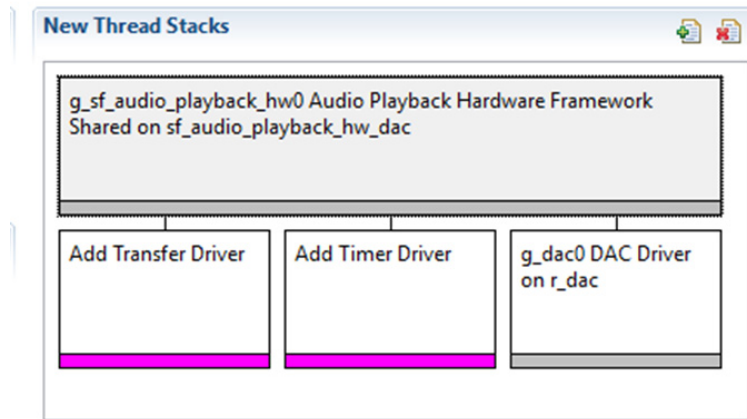 New Thread Stacks
g_sf_audio_playback_hw0 Audio Playback Hardware Framework
Shared on sf_audio_playback_hw_dac
Add Transfer Driver
Add Timer Driver
g_dac0 DAC Driver
on r_dac